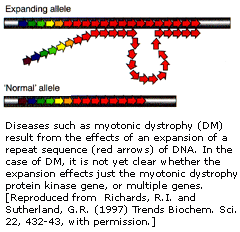 Expanding allele
'Normal' allele
Diseases such as myotonic dystrophy (DM)
result from the effects of an expansion of a
repeat sequence (red arrows) of DNA. In the
case of DM, it is not yet clear whether the
expansion effects just the myotonic dystrophy
protein kinase gene, or multiple genes.
[Reproduced from Richards, R.I. and
Sutherland, G.R. (1997) Trends Biochem. Sci.
22, 432-43, with permission.]